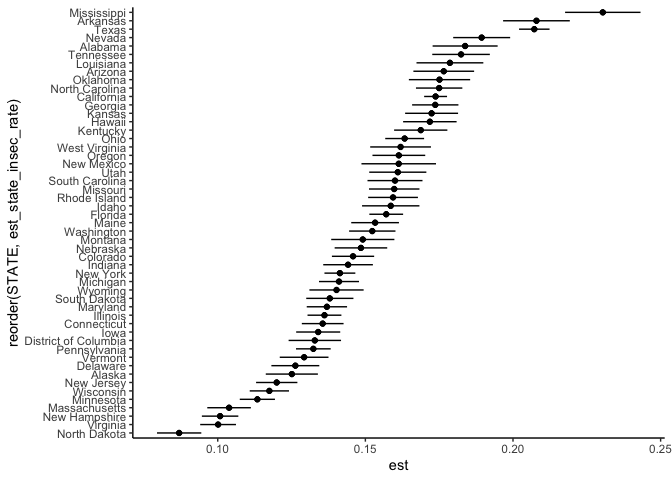 Mississippi
Arkansas
Texas
Nevada
Alabama
Tennessee
Louisiana
Arizona
Oklahoma
North Carolina
California
Georgia
Kansas
Hawaii
Kentucky
Ohio
West Virginia
Oregon
New Mexico
Utah
South Carolina
Missouri
Rhode Island
Idaho
Florida
Maine
Washington
Montana
Nebraska
Colorado
Indiana
New York
Michigan
Wyoming
South Dakota
Maryland
Illinois
Connecticut
Iowa
District of Columbia
Pennsylvania
Vermont
Delaware
Alaska
New Jersey
Wisconsin
Minnesota
Massachusetts
New Hampshire
Virginia
North Dakota
reorder(STATE, est_state_insec_rate)
0.10 0.15 0.20 0.25
est